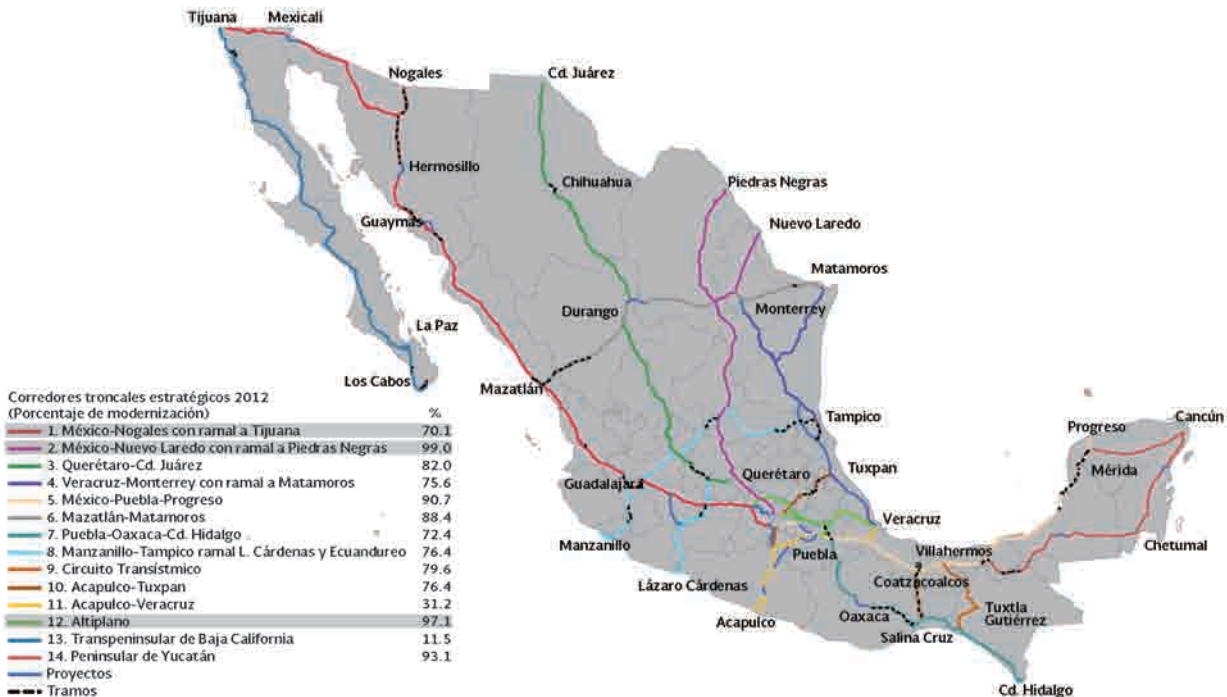 Tijuana
Mexicali
Nogales
Cd. Juárez
Hermosillo
Chihuahua
Piedras Negras
Guaymas
Nuevo Laredo
Matamoros
Durango
Monterrey
La Paz
Los Cabos
Mazatlán
Tampico
Cancún
Progreso
Querétaro
Tuxpan
Mérida
Guadalajara
Veracruz
Manzanillo
Puebla
Villahermos
Chetumal
Lázaro Cárdenas
Coatzacoalcos
Acapulco
Oaxaca
Tuxtla
Gutiérrez
Salina Cruz
Cd. Hidalgo
Corredores troncales estratégicos 2012
(Porcentaje de modernización) %
1. México-Nogales con ramal a Tijuana 70.1
2. México-Nuevo Laredo con ramal a Piedras Negras 99.0
3. Querétaro-Cd. Juárez 82.0
4. Veracruz-Monterrey con ramal a Matamoros 75.6
5. México-Puebla-Progreso 90.7
6. Mazatlán-Matamoros 88.4
7. Puebla-Oaxaca-Cd. Hidalgo 72.4
8. Manzanillo-Tampico ramal L. Cárdenas y Ecuandureo 76.4
9. Circuito Transístmico 79.6
10. Acapulco-Tuxpan 76.4
11. Acapulco-Veracruz 31.2
12. Altiplano 97.1
13. Transpeninsular de Baja California 11.5
14. Peninsular de Yucatán 93.1
Proyectos
Tramos